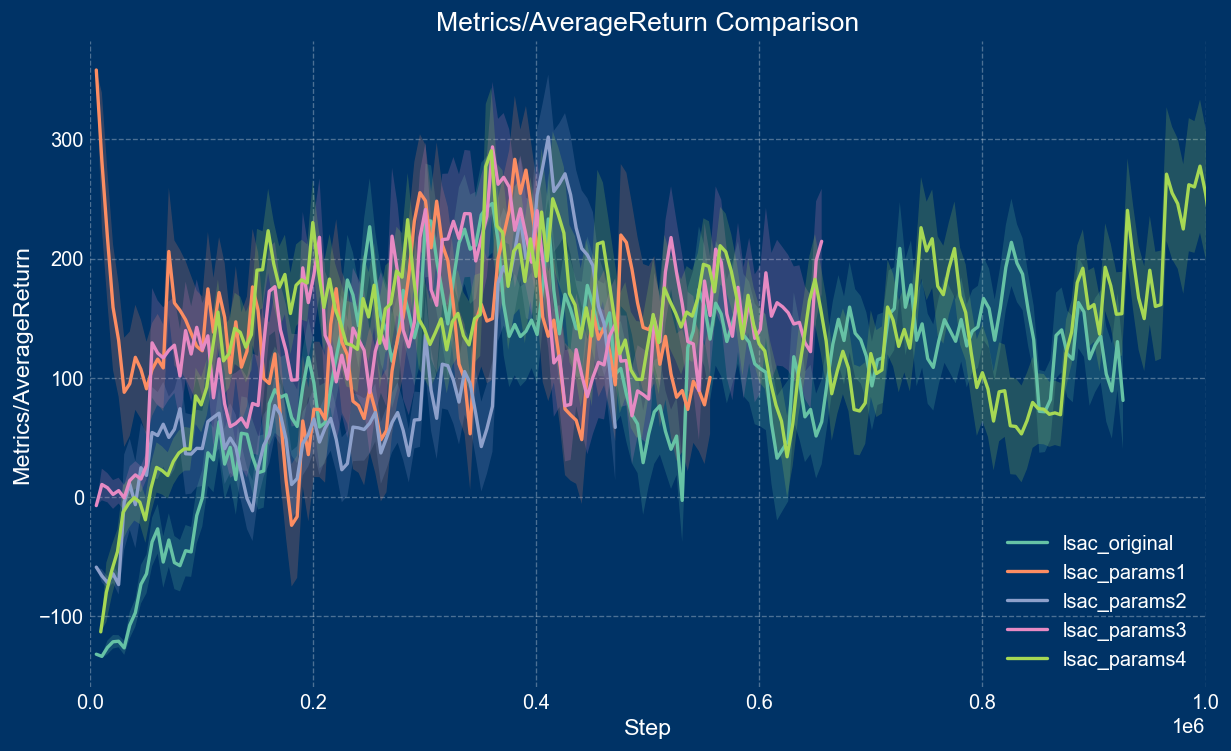 Metrics/AverageReturn Comparison
Metrics/AverageReturn
300
200
100
0
−100
0.0
0.2
0.4
0.6
0.8
1.0
1e6
Step
lsac_original
lsac_params1
lsac_params2
lsac_params3
lsac_params4